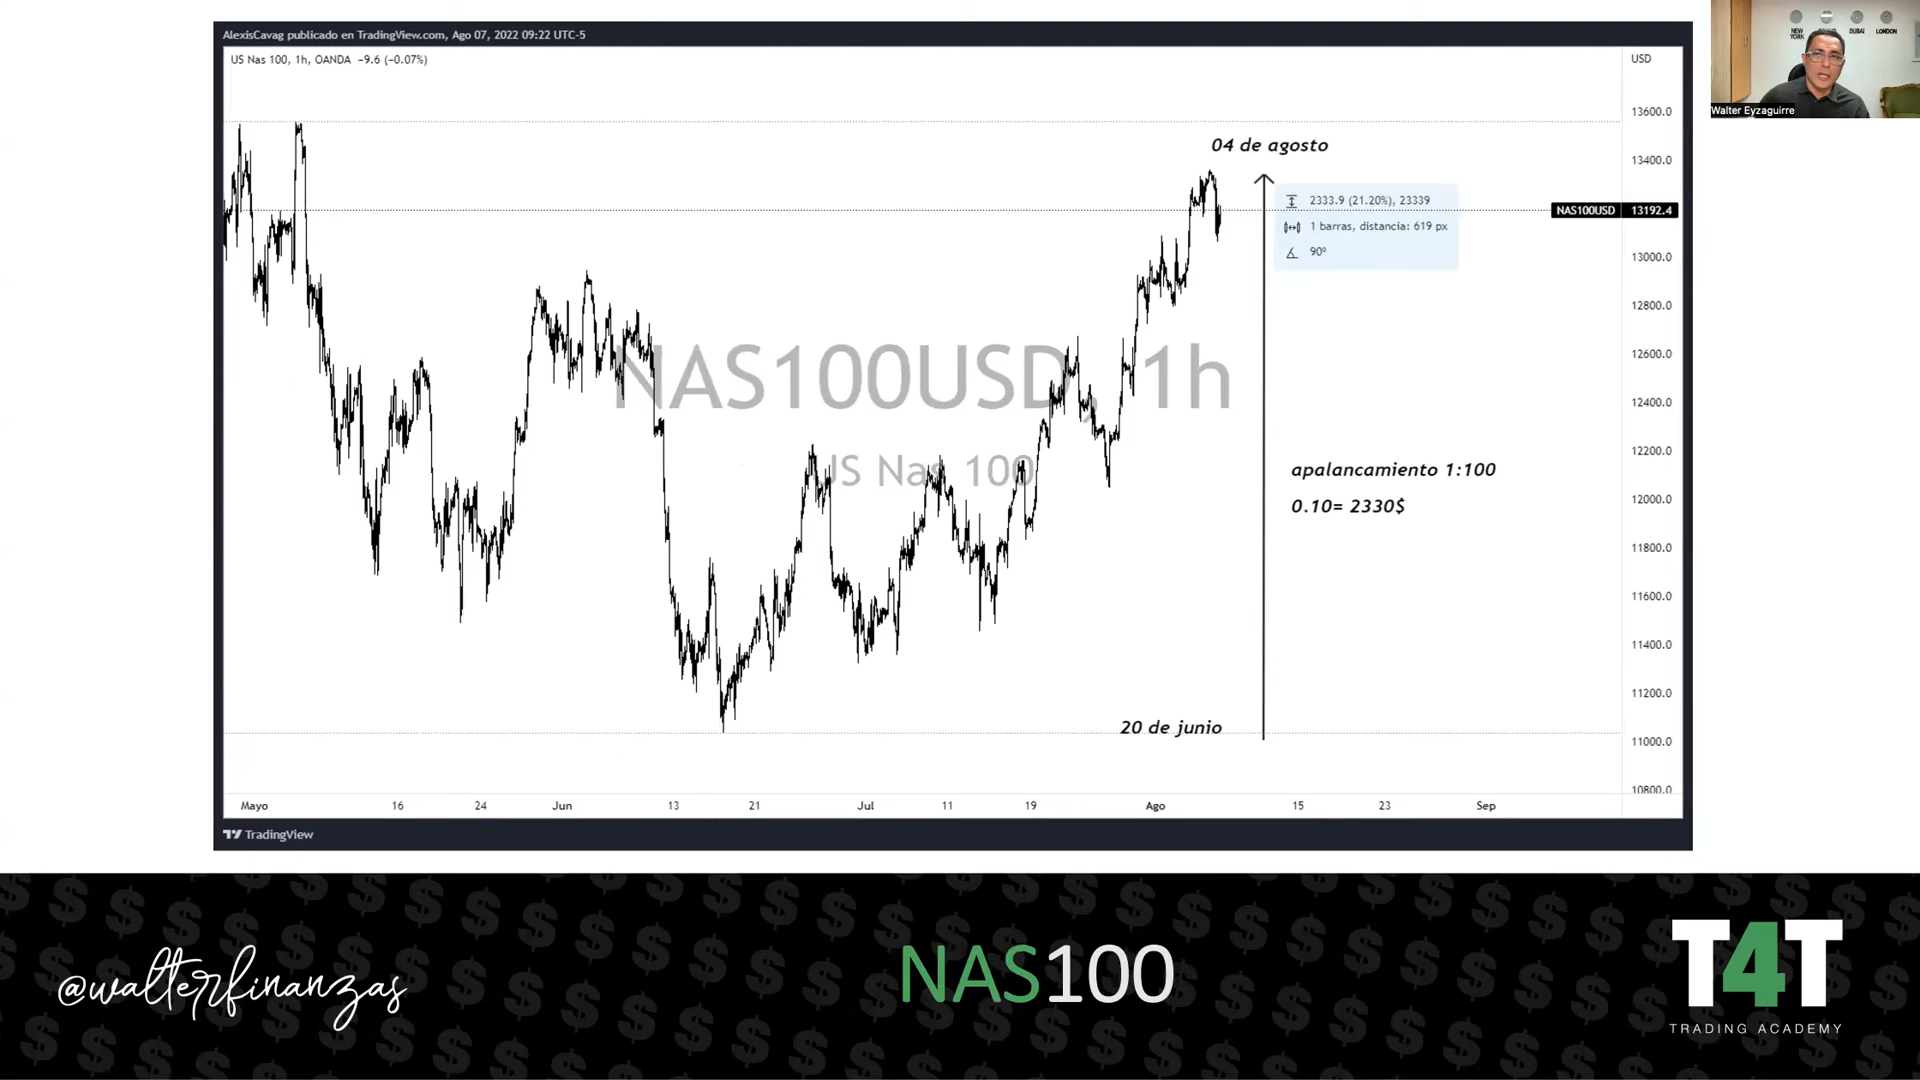 AlexisCavag publicado en TradingView.com, Ago 07, 2022 09:22 UTC-5
US Nas 100, 1h, OANDA −9.6 (−0.07%)
USD
NEW YORK
DUBAI
LONDON
Walter Eyzaguirre
13600.0
04 de agosto
13400.0
2333.9 (21.20%), 23339
NAS100USD 13192.4
1 barras, distancia: 619 px
90º
13000.0
12800.0
NAS100USD, 1h
12600.0
12400.0
US Nas 100
12200.0
apalancamiento 1:100
12000.0
0.10= 2330$
11800.0
11600.0
11400.0
11200.0
20 de junio
11000.0
10800.0
Mayo 16 24 Jun 13 21 Jul 11 19 Ago 15 23 Sep
TradingView
@walterfinanzas
NAS100
T4T
TRADING ACADEMY